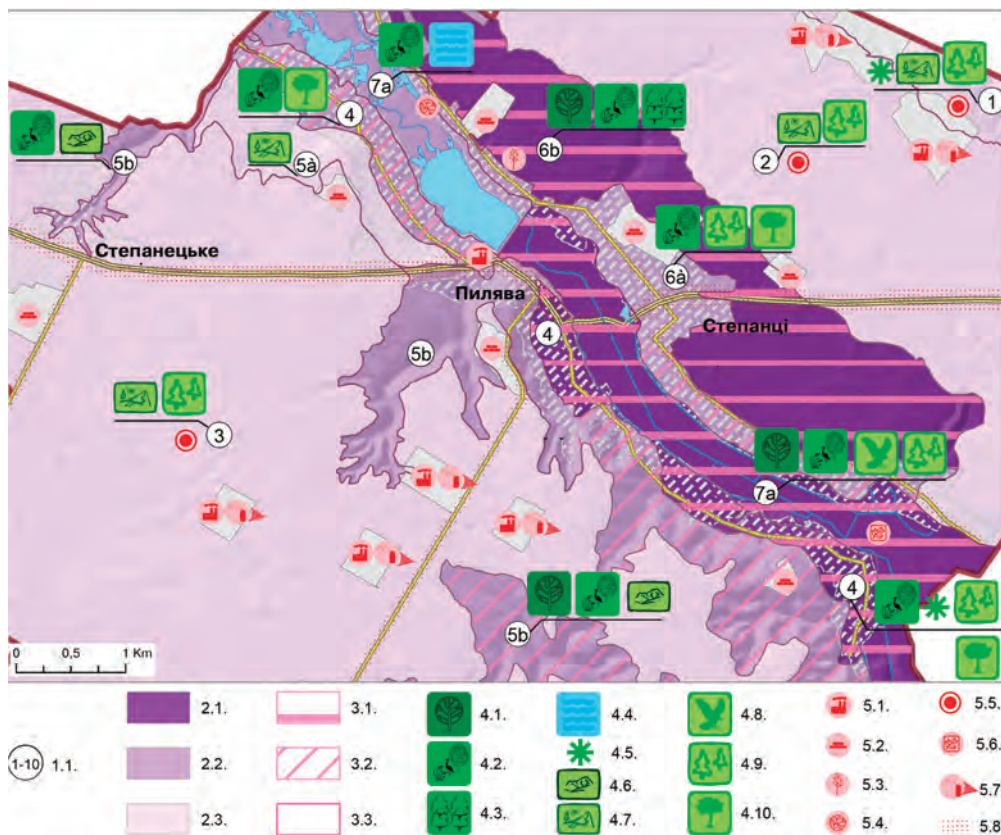 7a
4
1
6b
2
5b
5à
Степанецьке
6à
Пилява
4
Степанці
5b
3
7a
4
5b
0 0,5 1 Km
1-10 1.1.
2.1.
2.2.
2.3.
3.1.
3.2.
3.3.
4.1.
4.2.
4.3.
4.4.
4.5.
4.6.
4.7.
4.8.
4.9.
4.10.
5.1.
5.2.
5.3.
5.4.
5.5.
5.6.
5.7
5.8